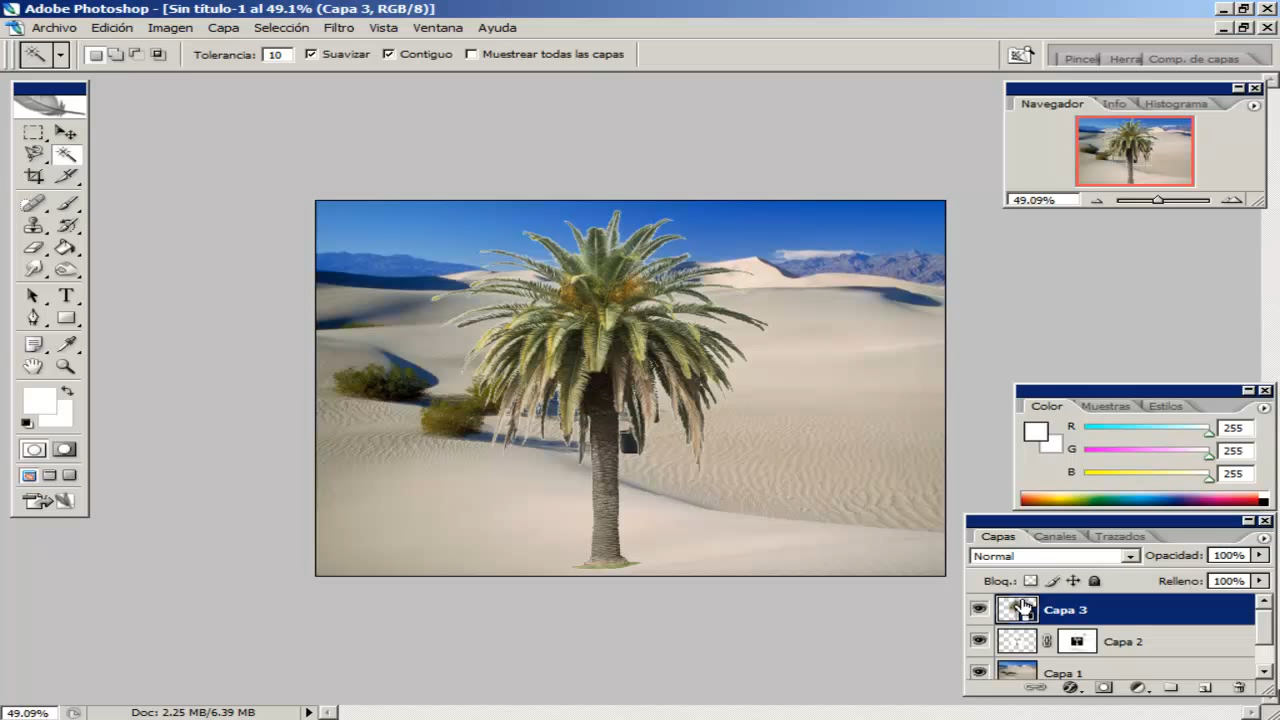 Adobe Photoshop - [Sin título-1 al 49.1% (Capa 3, RGB/8)]
Archivo Edición Imagen Capa Selección Filtro Vista Ventana Ayuda
Tolerancia: 10 Suavizar Contiguo Muestrear todas las capas
Pincel Herra Comp. de capas
Navegador Info Histograma
49.09%
T
Color Muestras Estilos
R 255
G 255
B 255
Capas Canales Trazados
Normal Opacidad: 100%
Bloq.: Relleno: 100%
Capa 3
Capa 2
Capa 1
49.09% Doc: 2.25 MB/6.39 MB